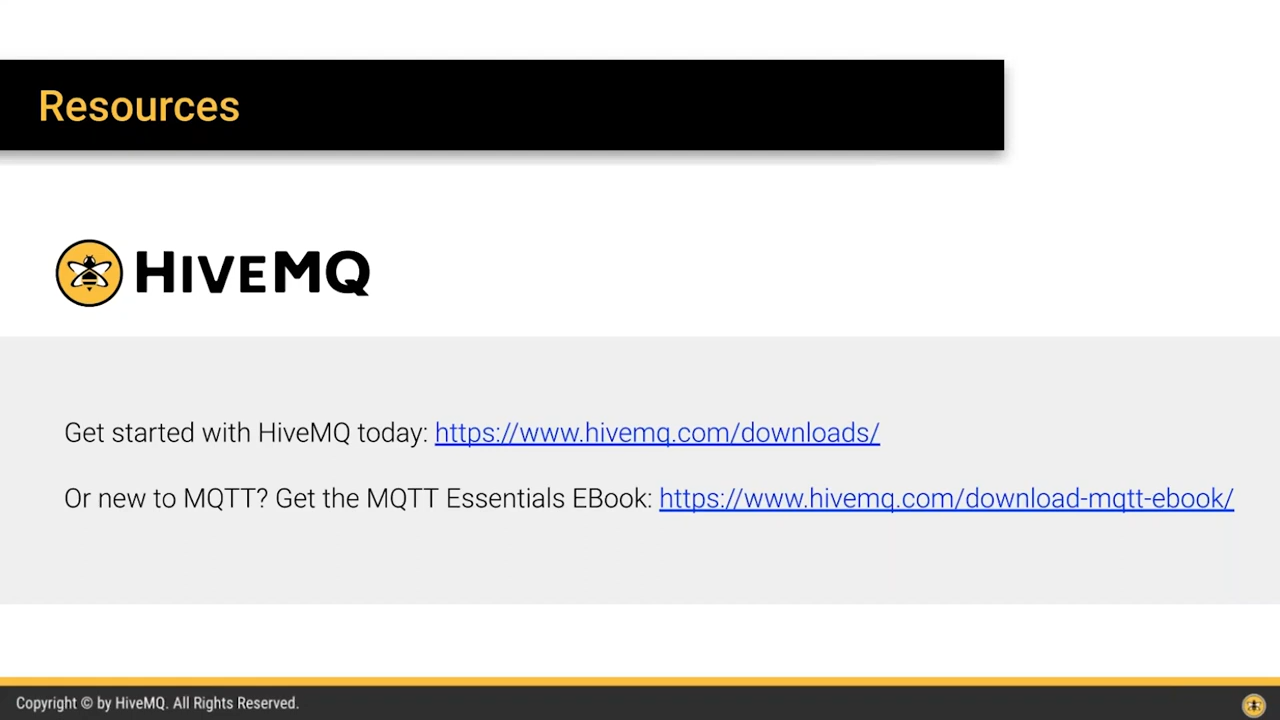 Resources
HIVEMQ
Get started with HiveMQ today: https://www.hivemq.com/downloads/
Or new to MQTT? Get the MQTT Essentials EBook: https://www.hivemq.com/download-mqtt-ebook/
Copyright © by HiveMQ. All Rights Reserved.